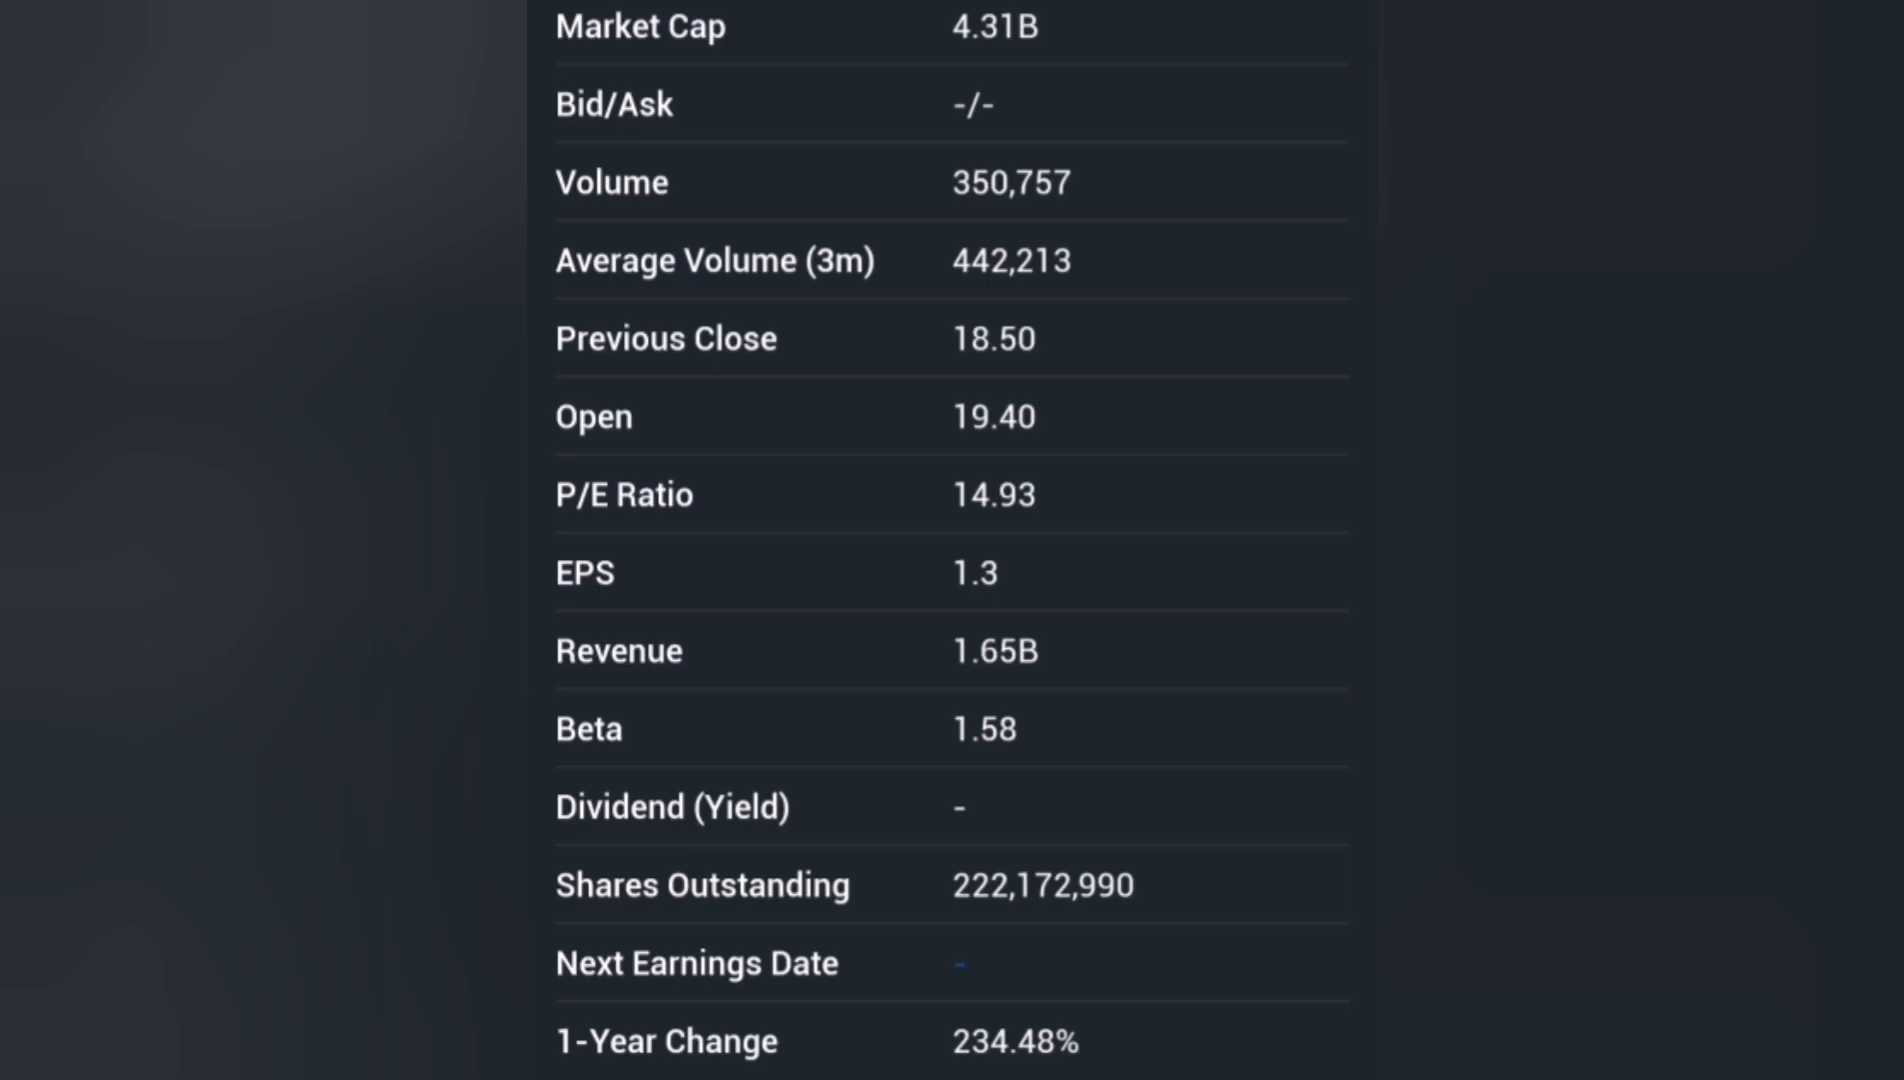 Market Cap 4.31B
Bid/Ask -/-
Volume 350,757
Average Volume (3m) 442,213
Previous Close 18.50
Open 19.40
P/E Ratio 14.93
EPS 1.3
Revenue 1.65B
Beta 1.58
Dividend (Yield) -
Shares Outstanding 222,172,990
Next Earnings Date -
1-Year Change 234.48%